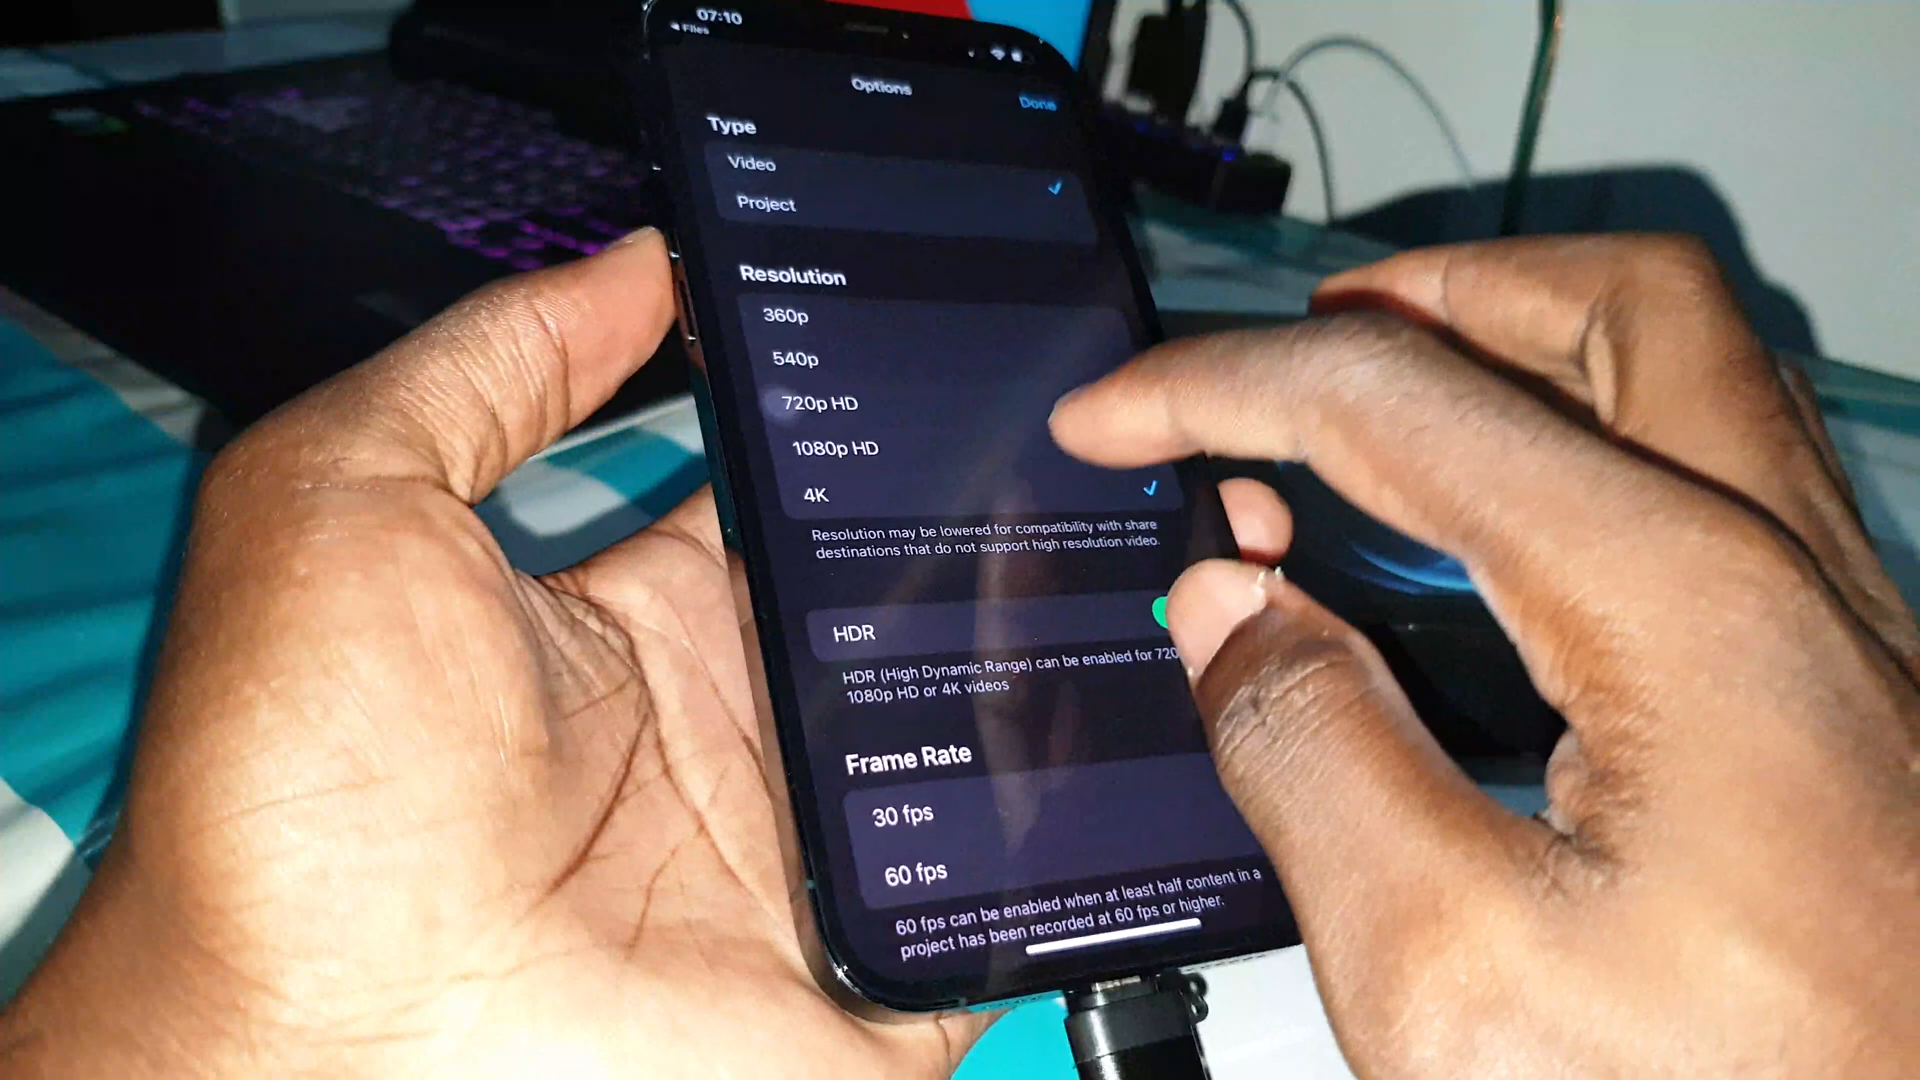 07:10
Files
Options
Done
Type
Video
Project
Resolution
360p
540p
720p HD
1080p HD
4K
Resolution may be lowered for compatibility with share
destinations that do not support high resolution video.
HDR
HDR (High Dynamic Range) can be enabled for 720
1080p HD or 4K videos
Frame Rate
30 fps
60 fps
60 fps can be enabled when at least half content in a
project has been recorded at 60 fps or higher.